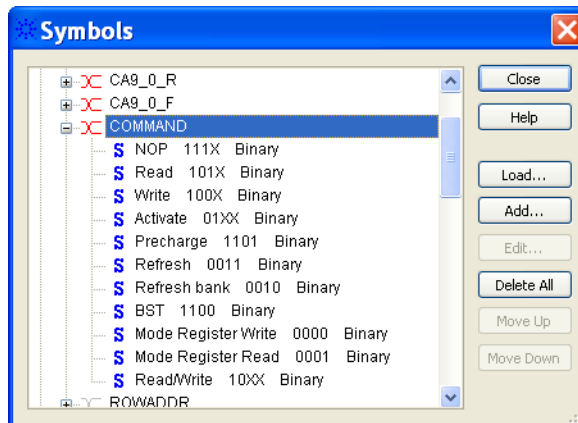 Symbols
CA9_0_R
CA9_0_F
COMMAND
S NOP 111X Binary
S Read 101X Binary
S Write 100X Binary
S Activate 01XX Binary
S Precharge 1101 Binary
S Refresh 0011 Binary
S Refresh bank 0010 Binary
S BST 1100 Binary
S Mode Register Write 0000 Binary
S Mode Register Read 0001 Binary
S Read/Write 10XX Binary
ROWADDR
Close
Help
Load...
Add...
Edit...
Delete All
Move Up
Move Down